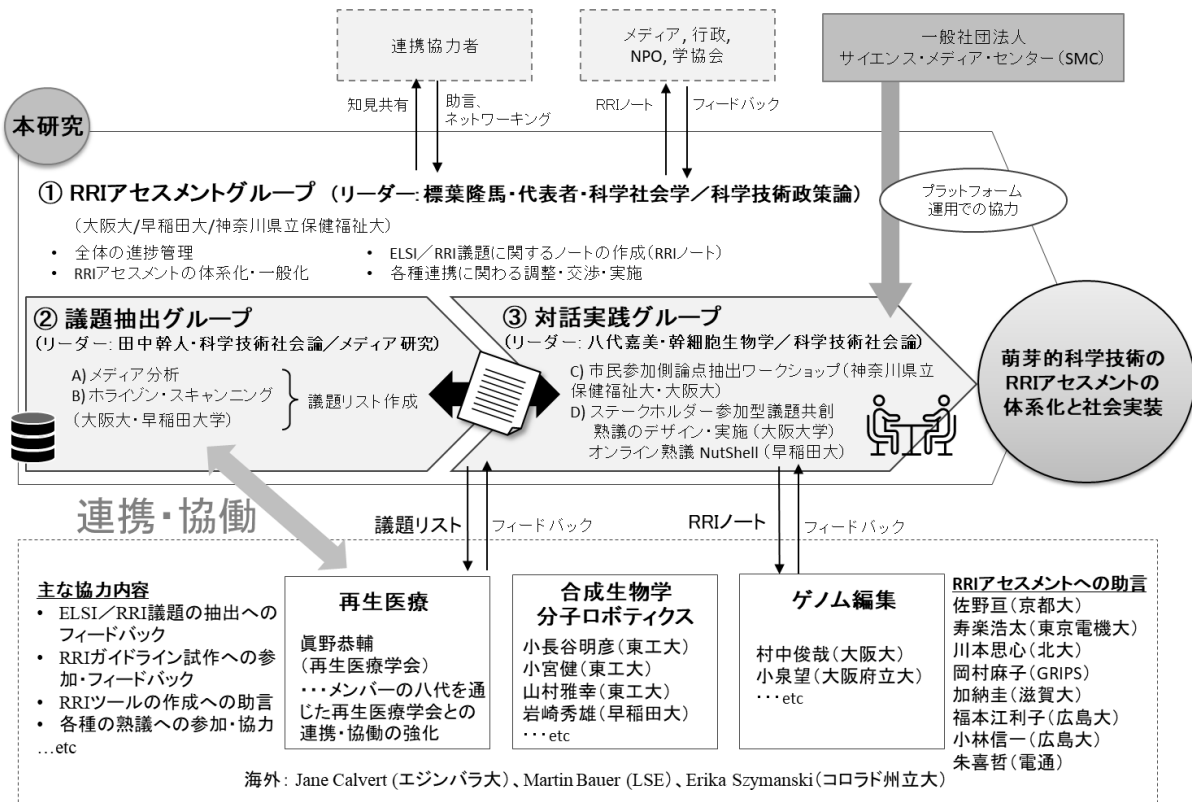 連携協力者
メディア, 行政,
NPO, 学協会
一般社団法人
サイエンス・メディア・センター(SMC)
本研究
知見共有
助言、
ネットワーキング
RRIノート
フィードバック
① RRIアセスメントグループ (リーダー: 標葉隆馬・代表者・科学社会学/科学技術政策論)
(大阪大/早稲田大/神奈川県立保健福祉大)
• 全体の進捗管理
• RRIアセスメントの体系化・一般化
• ELSI/RRI議題に関するノートの作成(RRIノート)
• 各種連携に関わる調整・交渉・実施
プラットフォーム
運用での協力
② 議題抽出グループ
(リーダー: 田中幹人・科学技術社会論/メディア研究)
A) メディア分析
B) ホライゾン・スキャンニング
(大阪大・早稲田大学)
議題リスト作成
③ 対話実践グループ
(リーダー: 八代嘉美・幹細胞生物学/科学技術社会論)
C) 市民参加側論点抽出ワークショップ(神奈川県立
保健福祉大・大阪大)
D) ステークホルダー参加型議題共創
熟議のデザイン・実施(大阪大学)
オンライン熟議 NutShell(早稲田大)
萌芽的科学技術の
RRIアセスメントの
体系化と社会実装
連携・協働
議題リスト
フィードバック
RRIノート
フィードバック
主な協力内容
• ELSI/RRI議題の抽出への
フィードバック
• RRIガイドライン試作への参
加・フィードバック
• RRIツールの作成への助言
• 各種の熟議への参加・協力
…etc
再生医療
眞野恭輔
(再生医療学会)
・・・メンバーの八代を通
じた再生医療学会との
連携・協働の強化
合成生物学
分子ロボティクス
小長谷明彦(東工大)
小宮健(東工大)
山村雅幸(東工大)
岩崎秀雄(早稲田大)
・・・etc
ゲノム編集
村中俊哉(大阪大)
小泉望(大阪府立大)
・・・etc
RRIアセスメントへの助言
佐野亘(京都大)
寿楽浩太(東京電機大)
川本思心(北大)
岡村麻子(GRIPS)
加納圭(滋賀大)
福本江利子(広島大)
小林信一(広島大)
朱喜哲(電通)
海外: Jane Calvert (エジンバラ大)、Martin Bauer (LSE)、Erika Szymanski(コロラド州立大)